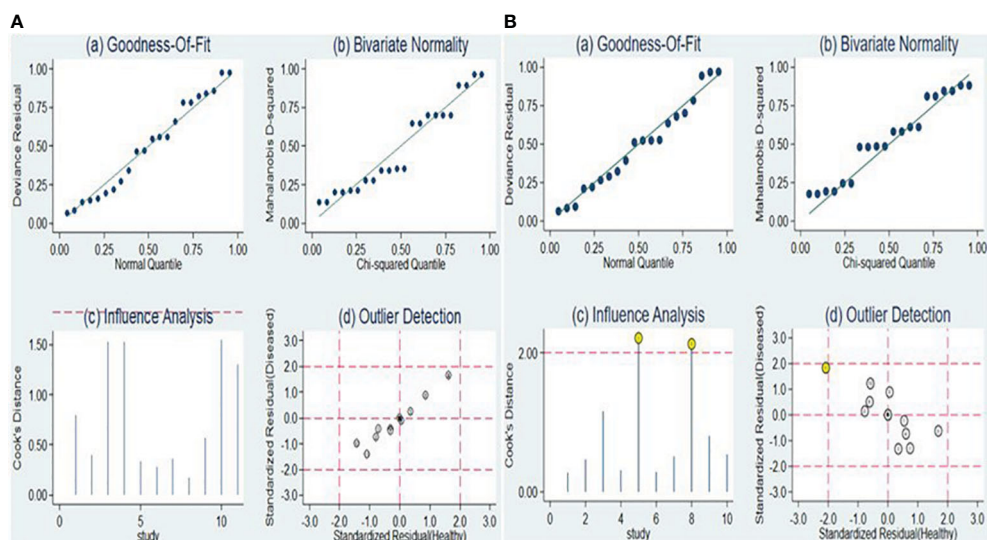 A
(a) Goodness-Of-Fit
Deviance Residual
1.00
0.75
0.50
0.25
0.00
0.00 0.25 0.50 0.75 1.00
Normal Quantile
(b) Bivariate Normality
Mahalanobis D-squared
1.00
0.75
0.50
0.25
0.00
0.00 0.25 0.50 0.75 1.00
Chi-squared Quantile
(c) Influence Analysis
Cook's Distance
1.50
1.00
0.50
0.00
0 5 10
study
(d) Outlier Detection
Standardized Residual(Diseased)
3.0
2.0
1.0
0.0
-1.0
-2.0
-3.0
-3.0 -2.0 -1.0 0.0 1.0 2.0 3.0
Standardized Residual(Healthy)
B
(a) Goodness-Of-Fit
Deviance Residual
1.00
0.75
0.50
0.25
0.00
0.00 0.25 0.50 0.75 1.00
Normal Quantile
(b) Bivariate Normality
Mahalanobis D-squared
1.00
0.75
0.50
0.25
0.00
0.00 0.25 0.50 0.75 1.00
Chi-squared Quantile
(c) Influence Analysis
Cook's Distance
2.00
0.00
0 2 4 6 8 10
study
(d) Outlier Detection
Standardized Residual(Diseased)
3.0
2.0
1.0
0.0
-1.0
-2.0
-3.0
-3.0 -2.0 -1.0 0.0 1.0 2.0 3.0
Standardized Residual(Healthy)